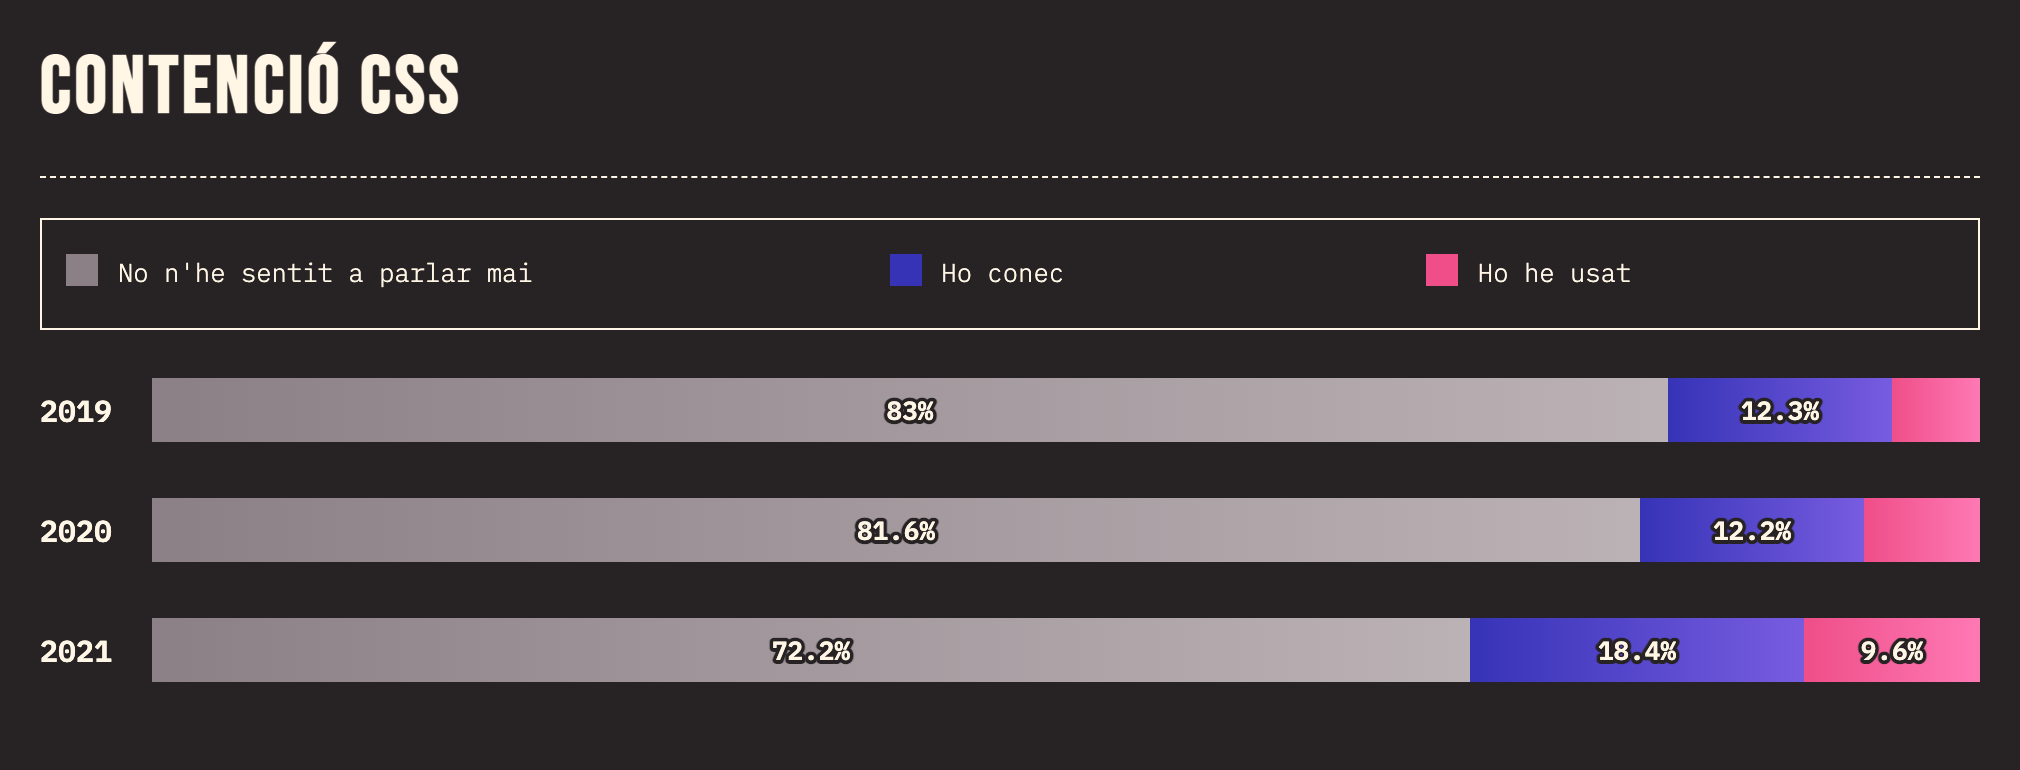 CONTENCIÓ CSS
No n'he sentit a parlar mai
Ho conec
Ho he usat
2019 83% 12.3%
2020 81.6% 12.2%
2021 72.2% 18.4% 9.6%